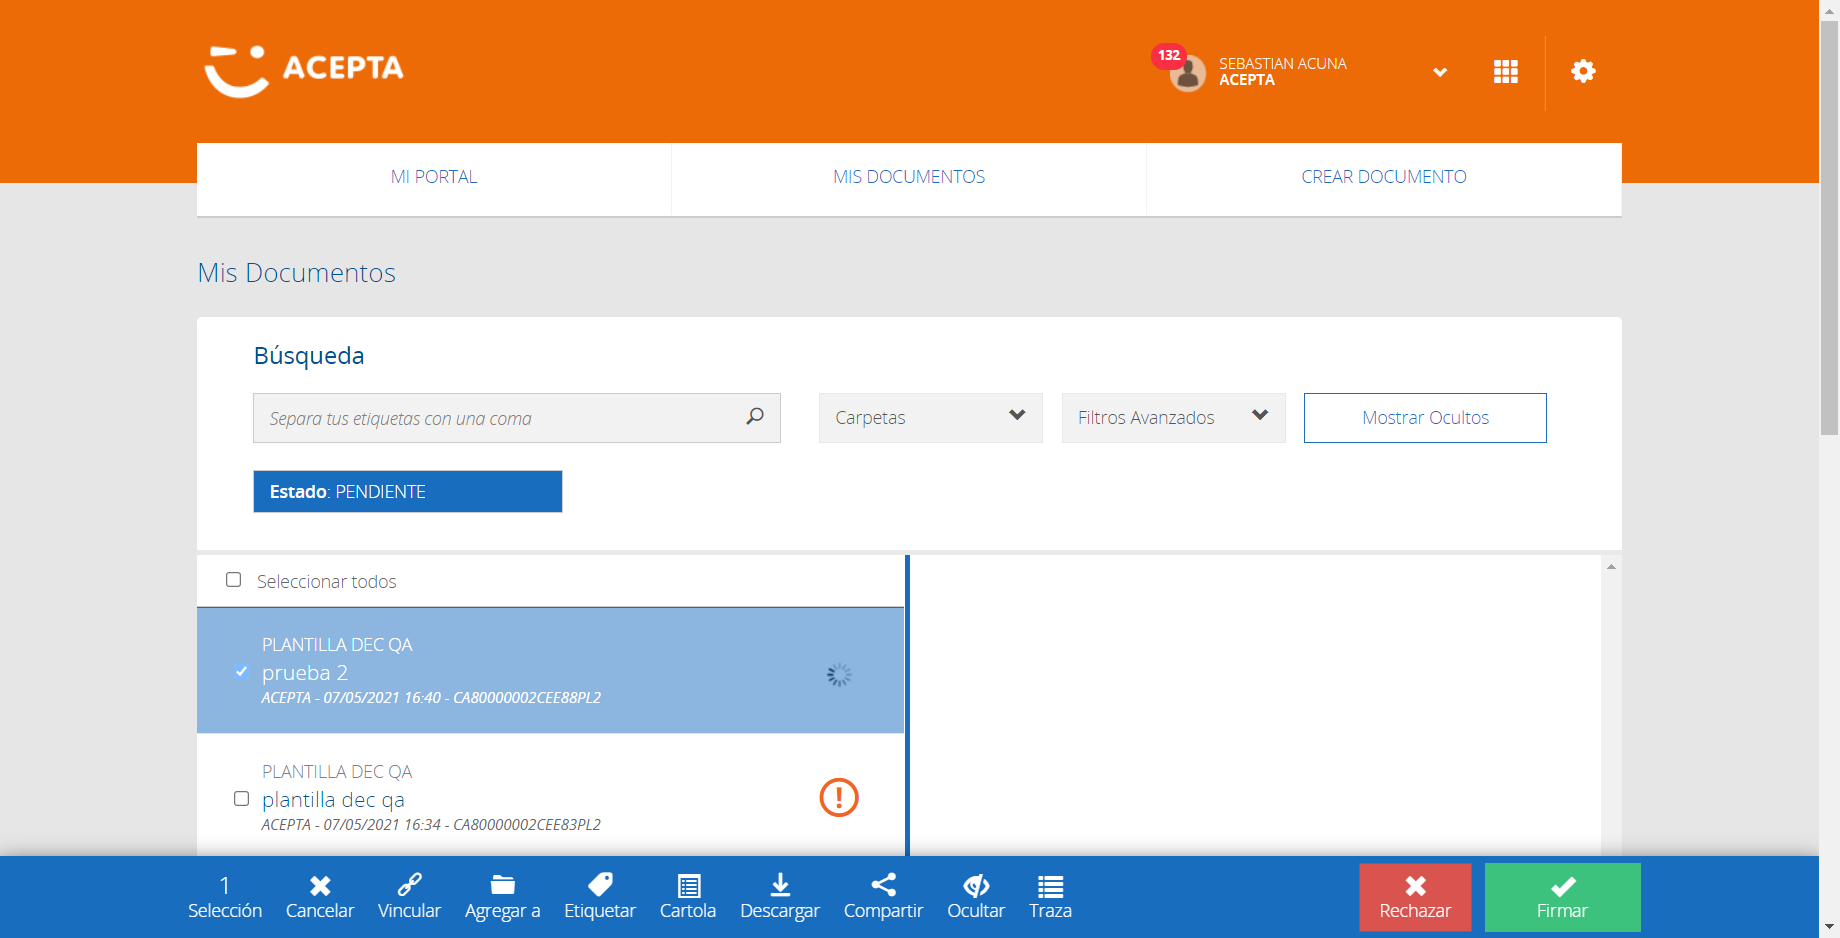 ACEPTA
132
SEBASTIAN ACUNA
ACEPTA
MI PORTAL
MIS DOCUMENTOS
CREAR DOCUMENTO
Mis Documentos
Búsqueda
Separa tus etiquetas con una coma
Carpetas
Filtros Avanzados
Mostrar Ocultos
Estado: PENDIENTE
Seleccionar todos
PLANTILLA DEC QA
prueba 2
ACEPTA - 07/05/2021 16:40 - CA80000002CEE88PL2
PLANTILLA DEC QA
plantilla dec qa
ACEPTA - 07/05/2021 16:34 - CA80000002CEE83PL2
1
Selección
Cancelar
Vincular
Agregar a
Etiquetar
Cartola
Descargar
Compartir
Ocultar
Traza
Rechazar
Firmar